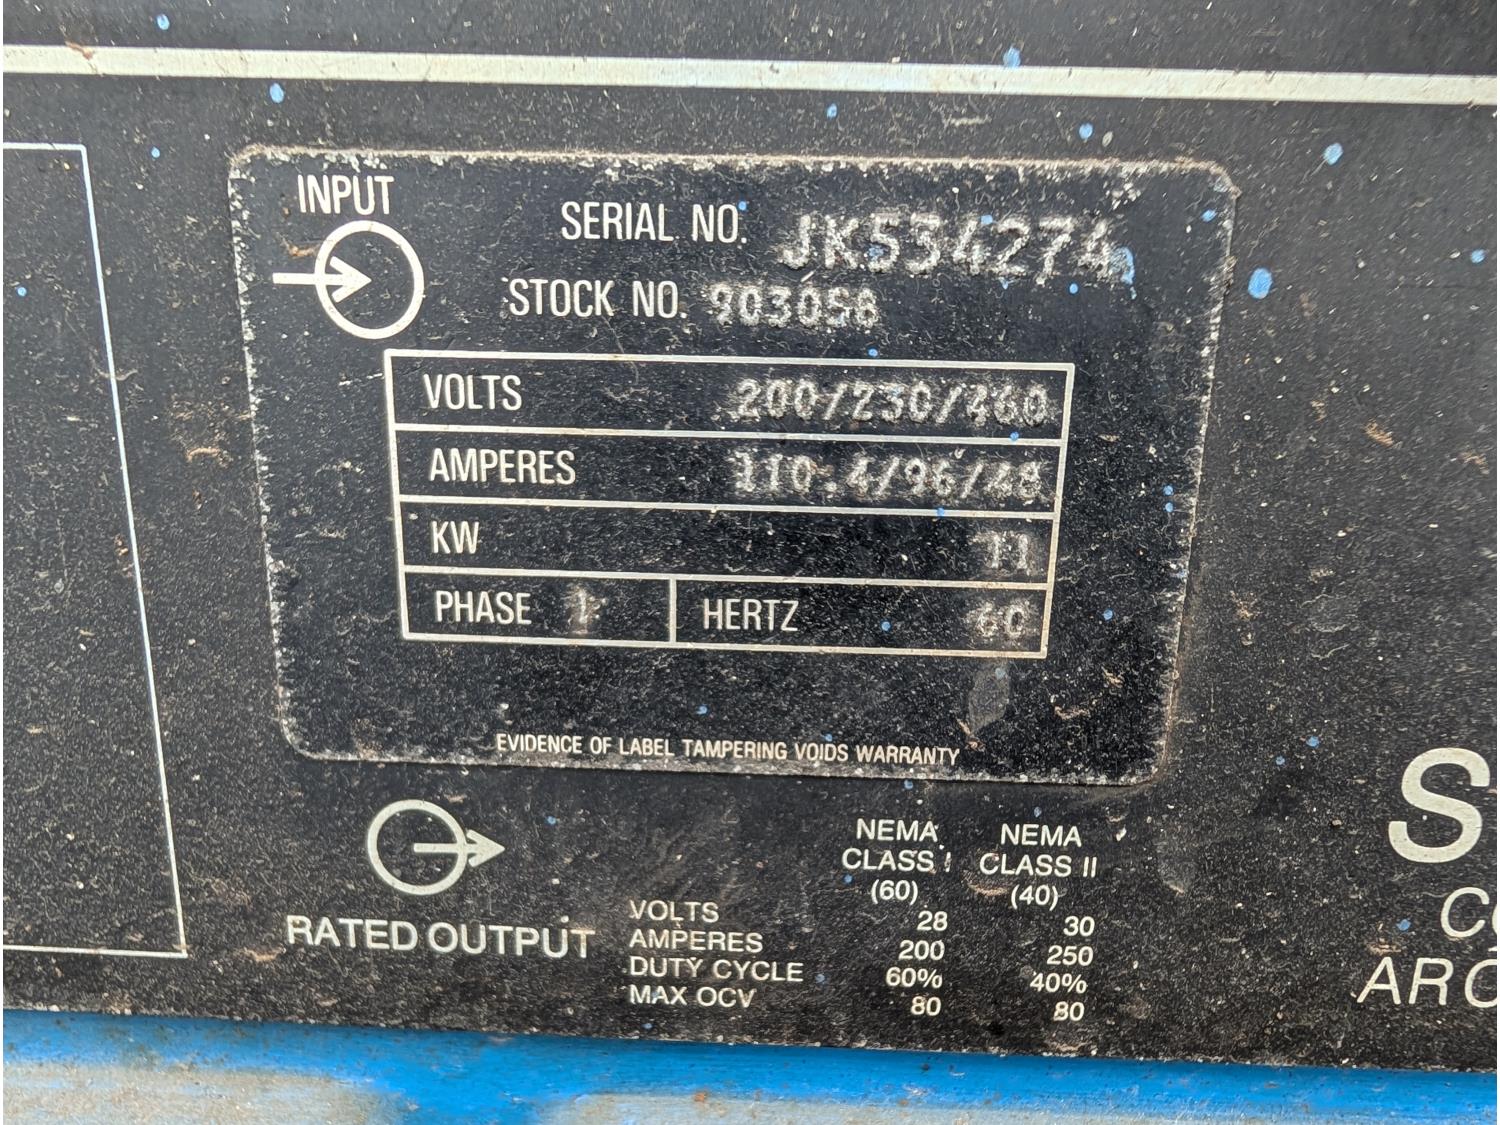 INPUT
SERIAL NO. JK534274
STOCK NO. 903058
VOLTS 200/230/460
AMPERES 110.4/96/48
KW 11
PHASE 1 HERTZ 60
EVIDENCE OF LABEL TAMPERING VOIDS WARRANTY
RATED OUTPUT
NEMA NEMA
CLASS I CLASS II
(60) (40)
VOLTS 28 30
AMPERES 200 250
DUTY CYCLE 60% 40%
MAX OCV 80 80
S
C
ARC